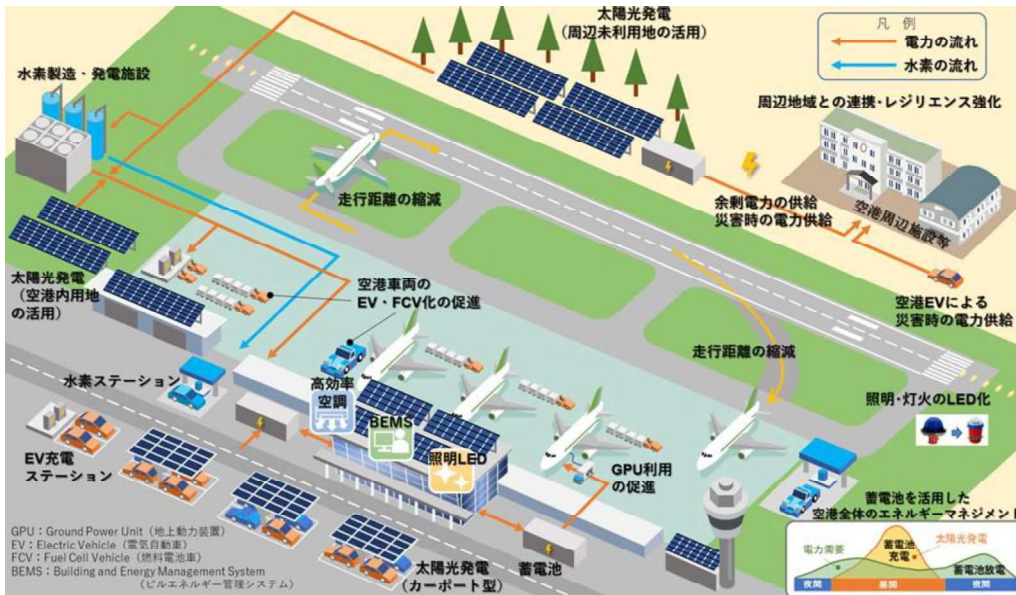 太陽光発電
(周辺未利用地の活用)
凡 例
電力の流れ
水素の流れ
水素製造・発電施設
周辺地域との連携・レジリエンス強化
走行距離の縮減
余剰電力の供給
災害時の電力供給
空港周辺施設等
太陽光発電
(空港内用地
の活用)
空港車両の
EV・FCV化の促進
空港EVによる
災害時の電力供給
走行距離の縮減
水素ステーション
高効率
空調
BEMS
照明LED
照明・灯火のLED化
EV充電
ステーション
GPU利用
の促進
蓄電池を活用した
空港全体のエネルギーマネジメント
GPU:Ground Power Unit(地上動力装置)
EV:Electric Vehicle(電気自動車)
FCV:Fuel Cell Vehicle(燃料電池車)
BEMS:Building and Energy Management System
(ビルエネルギー管理システム)
太陽光発電
(カーポート型)
蓄電池
電力需要
蓄電池
充電
太陽光発電
蓄電池放電
夜間
昼間
夜間